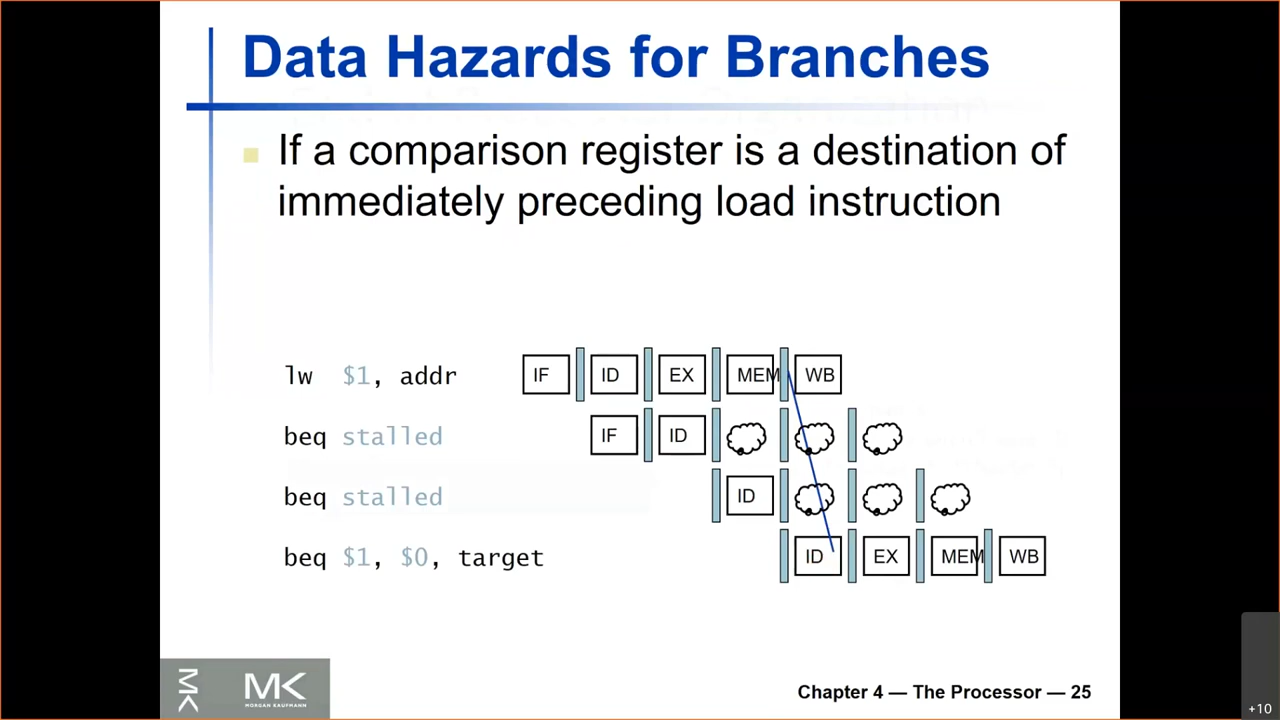 Data Hazards for Branches
If a comparison register is a destination of
immediately preceding load instruction
lw $1, addr IF ID EX MEM WB
beq stalled IF ID
beq stalled ID
beq $1, $0, target ID EX MEM WB
MK MK
MORGAN KAUFMANN
Chapter 4 — The Processor — 25
+10